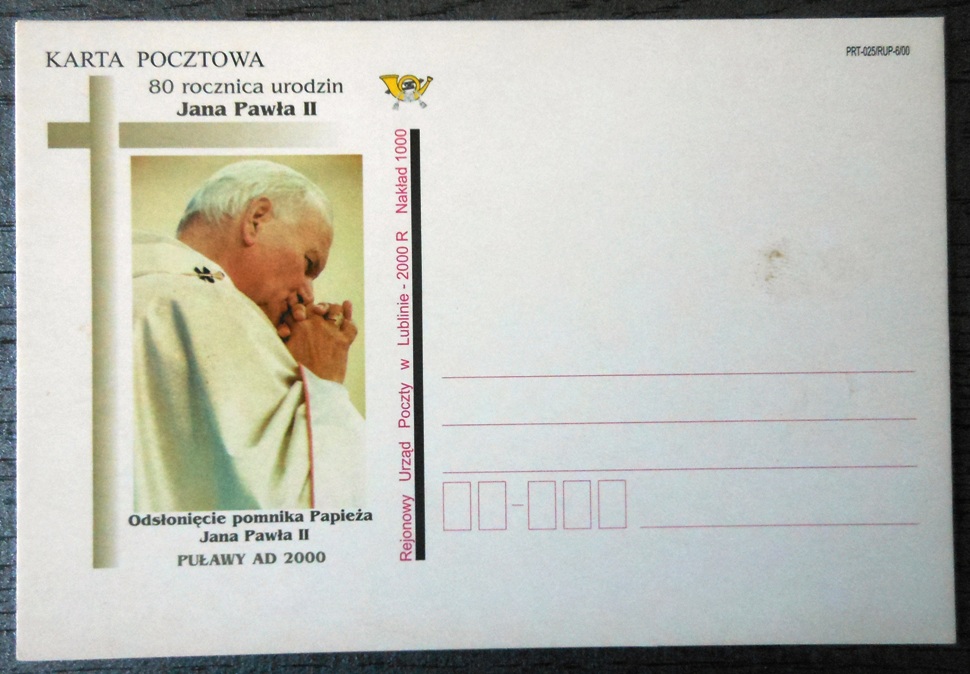 KARTA POCZTOWA
80 rocznica urodzin
Jana Pawła II
PRT-025/RUP-6/00
Rejonowy Urząd Poczty w Lublinie - 2000 R Nakład 1000
Odsłonięcie pomnika Papieża
Jana Pawła II
PUŁAWY AD 2000